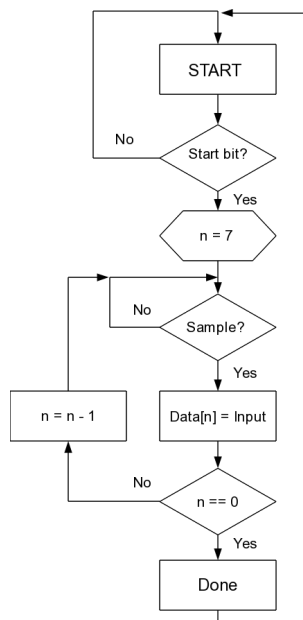 START
No
Start bit?
Yes
n = 7
No
Sample?
Yes
n = n - 1
Data[n] = Input
No
n == 0
Yes
Done